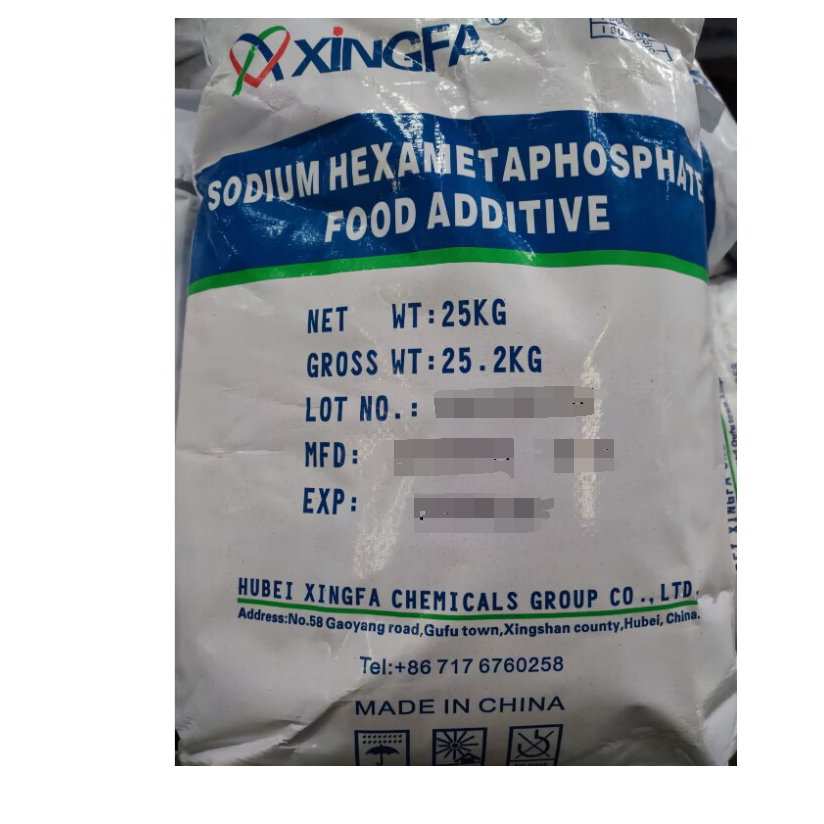 XINGFA
SODIUM HEXAMETAPHOSPHATE
FOOD ADDITIVE
NET WT:25KG
GROSS WT:25.2KG
LOT NO.:
MFD:
EXP:
HUBEI XINGFA CHEMICALS GROUP CO.,LTD.
Address:No.58 Gaoyang road,Gufu town,Xingshan county,Hubei, China.
Tel:+86 717 6760258
MADE IN CHINA